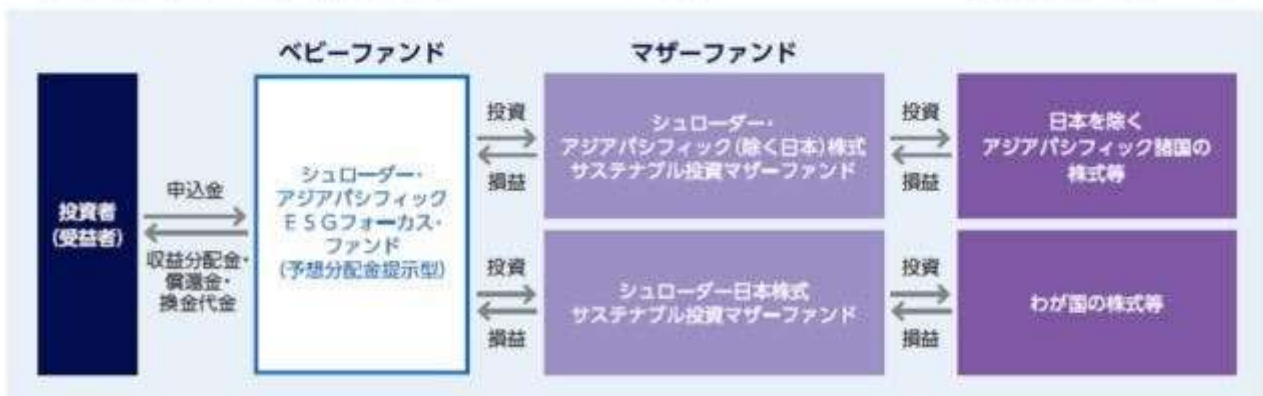 ベビーファンド
マザーファンド
投資者
(受益者)
申込金
収益分配金・
償還金・
換金代金
シュローダー・
アジアパシフィック
ESGフォーカス・
ファンド
(予想分配金提示型)
投資
損益
シュローダー・
アジアパシフィック(除く日本)株式
サステナブル投資マザーファンド
投資
損益
日本を除く
アジアパシフィック諸国の
株式等
投資
損益
シュローダー日本株式
サステナブル投資マザーファンド
投資
損益
わが国の株式等